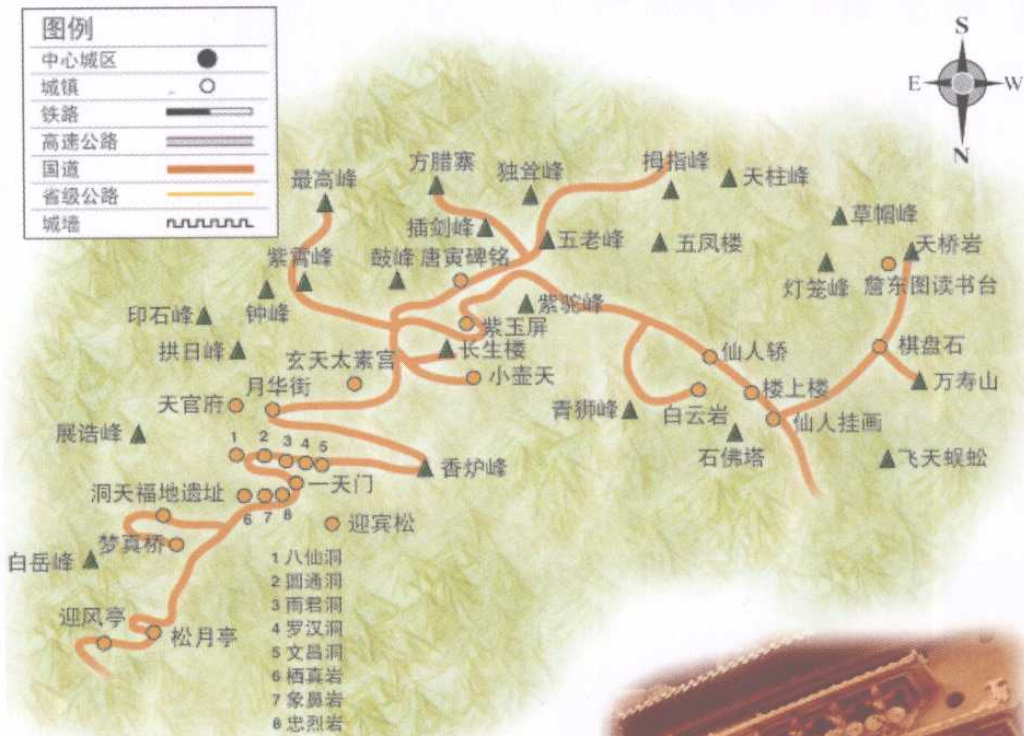 图例
中心城区
城镇
铁路
高速公路
国道
省级公路
城墙
S
E
W
N
最高峰
方腊寨
独耸峰
拇指峰
天柱峰
草帽峰
天桥岩
插剑峰
五老峰
五凤楼
紫霄峰
鼓峰
唐寅碑铭
灯笼峰
詹东图读书台
印石峰
钟峰
紫驼峰
紫玉屏
拱日峰
玄天太素宫
长生楼
仙人轿
棋盘石
小壶天
万寿山
天官府
月华街
青狮峰
白云岩
楼上楼
仙人挂画
展诰峰
石佛塔
飞天蜈蚣
1
2
3
4
5
香炉峰
一天门
洞天福地遗址
6
7
8
迎宾松
梦真桥
白岳峰
迎风亭
松月亭
1 八仙洞
2 圆通洞
3 雨君洞
4 罗汉洞
5 文昌洞
6 栖真岩
7 象鼻岩
8 忠烈岩